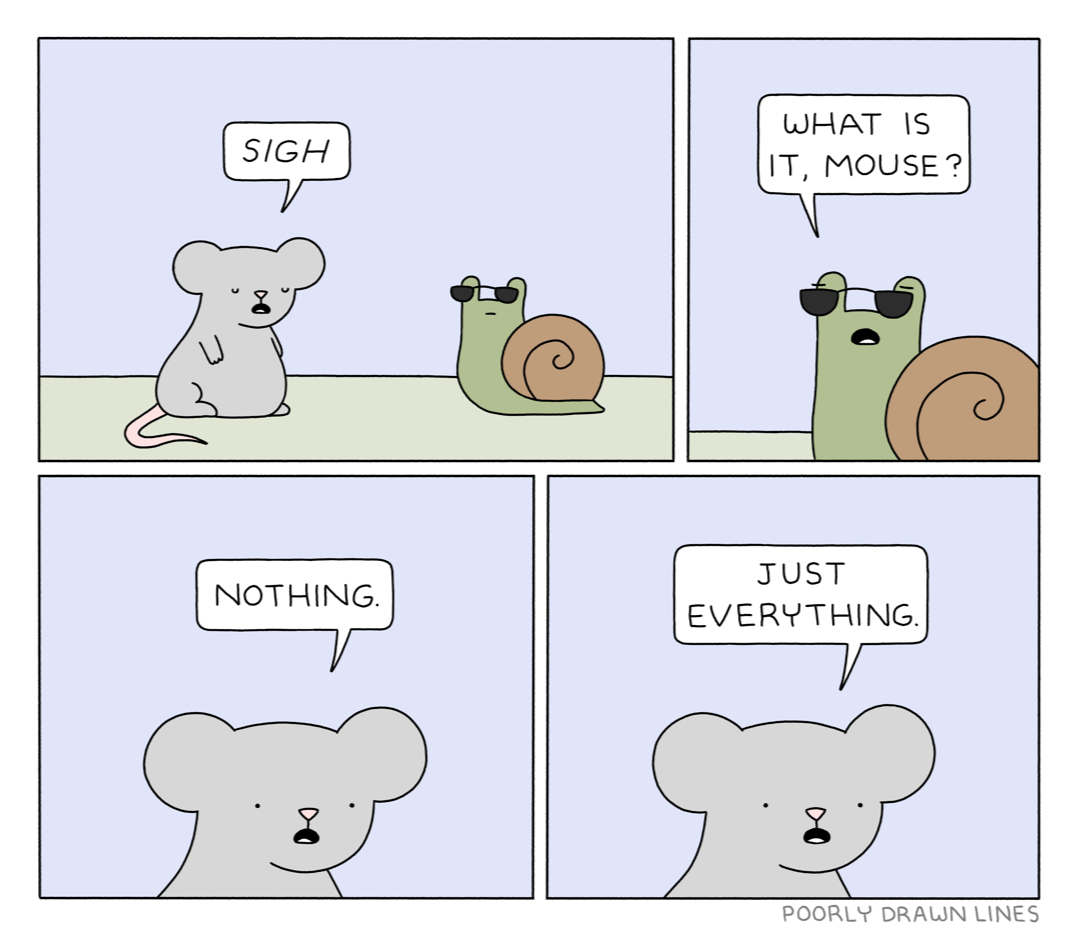 SIGH
WHAT IS
IT, MOUSE?
NOTHING.
JUST
EVERYTHING.
POORLY DRAWN LINES